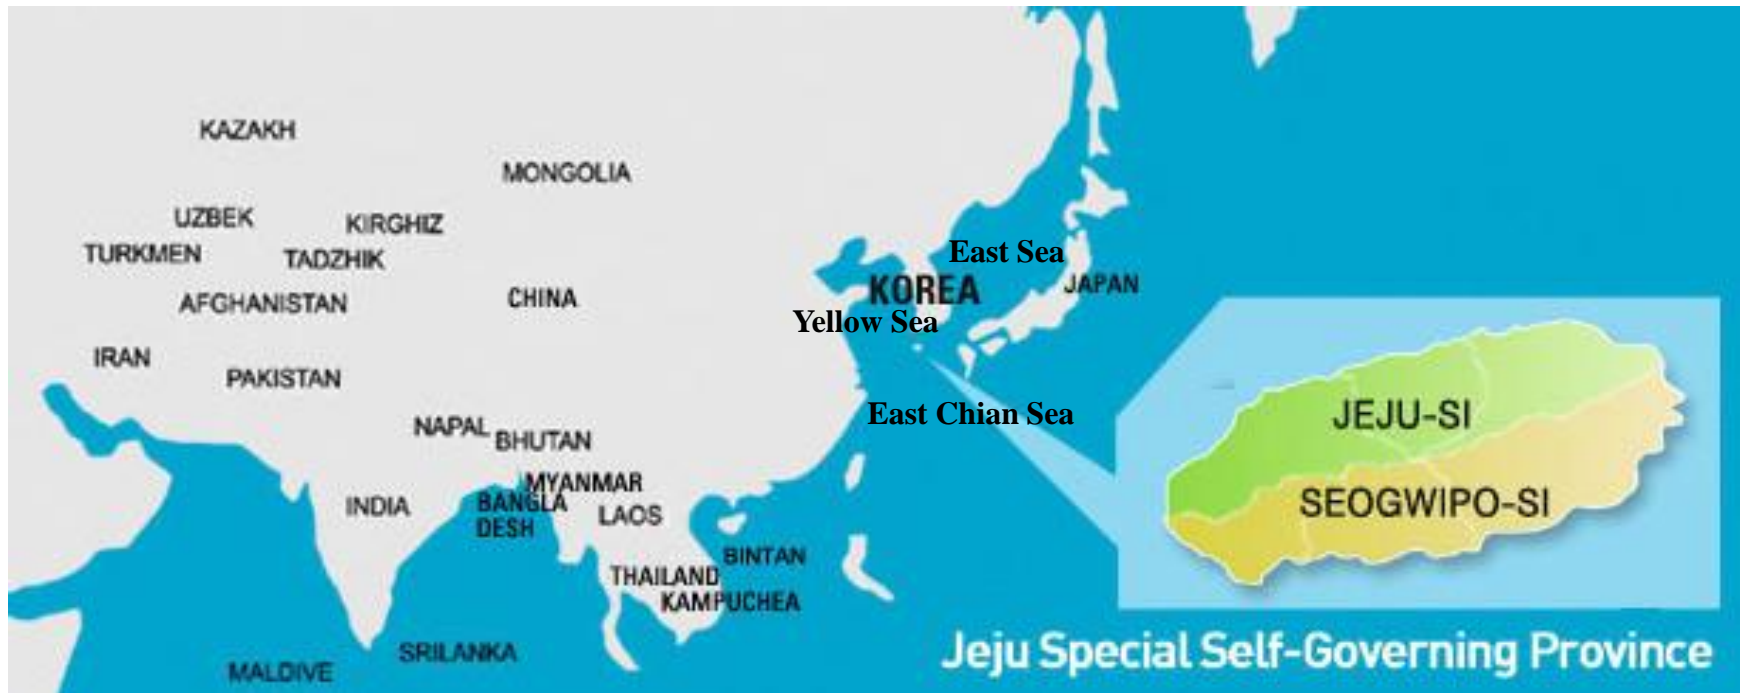 KAZAKH
MONGOLIA
UZBEK
KIRGHIZ
TURKMEN
TADZHIK
East Sea
AFGHANISTAN
CHINA
KOREA
JAPAN
Yellow Sea
IRAN
PAKISTAN
East Chian Sea
NAPAL
BHUTAN
MYANMAR
BANGLA
DESH
INDIA
LAOS
BINTAN
THAILAND
KAMPUCHEA
SRILANKA
MALDIVE
JEJU-SI
SEOGWIPO-SI
Jeju Special Self-Governing Province